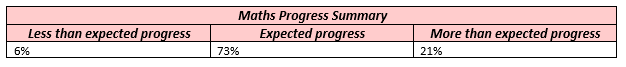 Maths Progress Summary
Less than expected progress Expected progress More than expected progress
6% 73% 21%